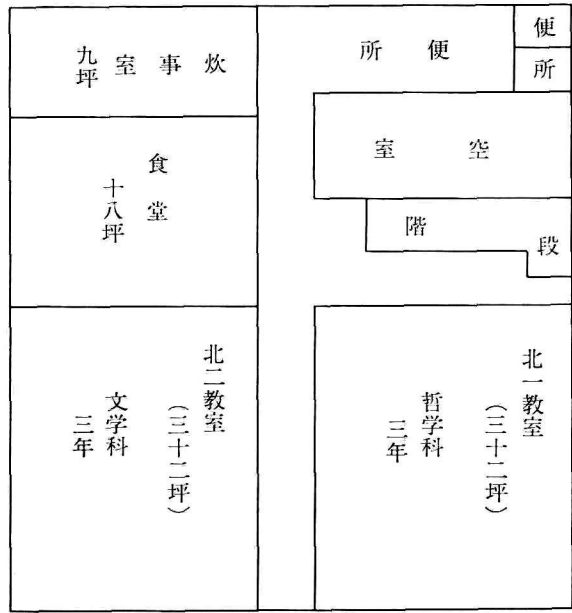 便所
便所
空室
階段
北一教室
(三十二坪)
哲学科
三年
炊事室
九坪
食堂
十八坪
北二教室
(三十二坪)
文学科
三年